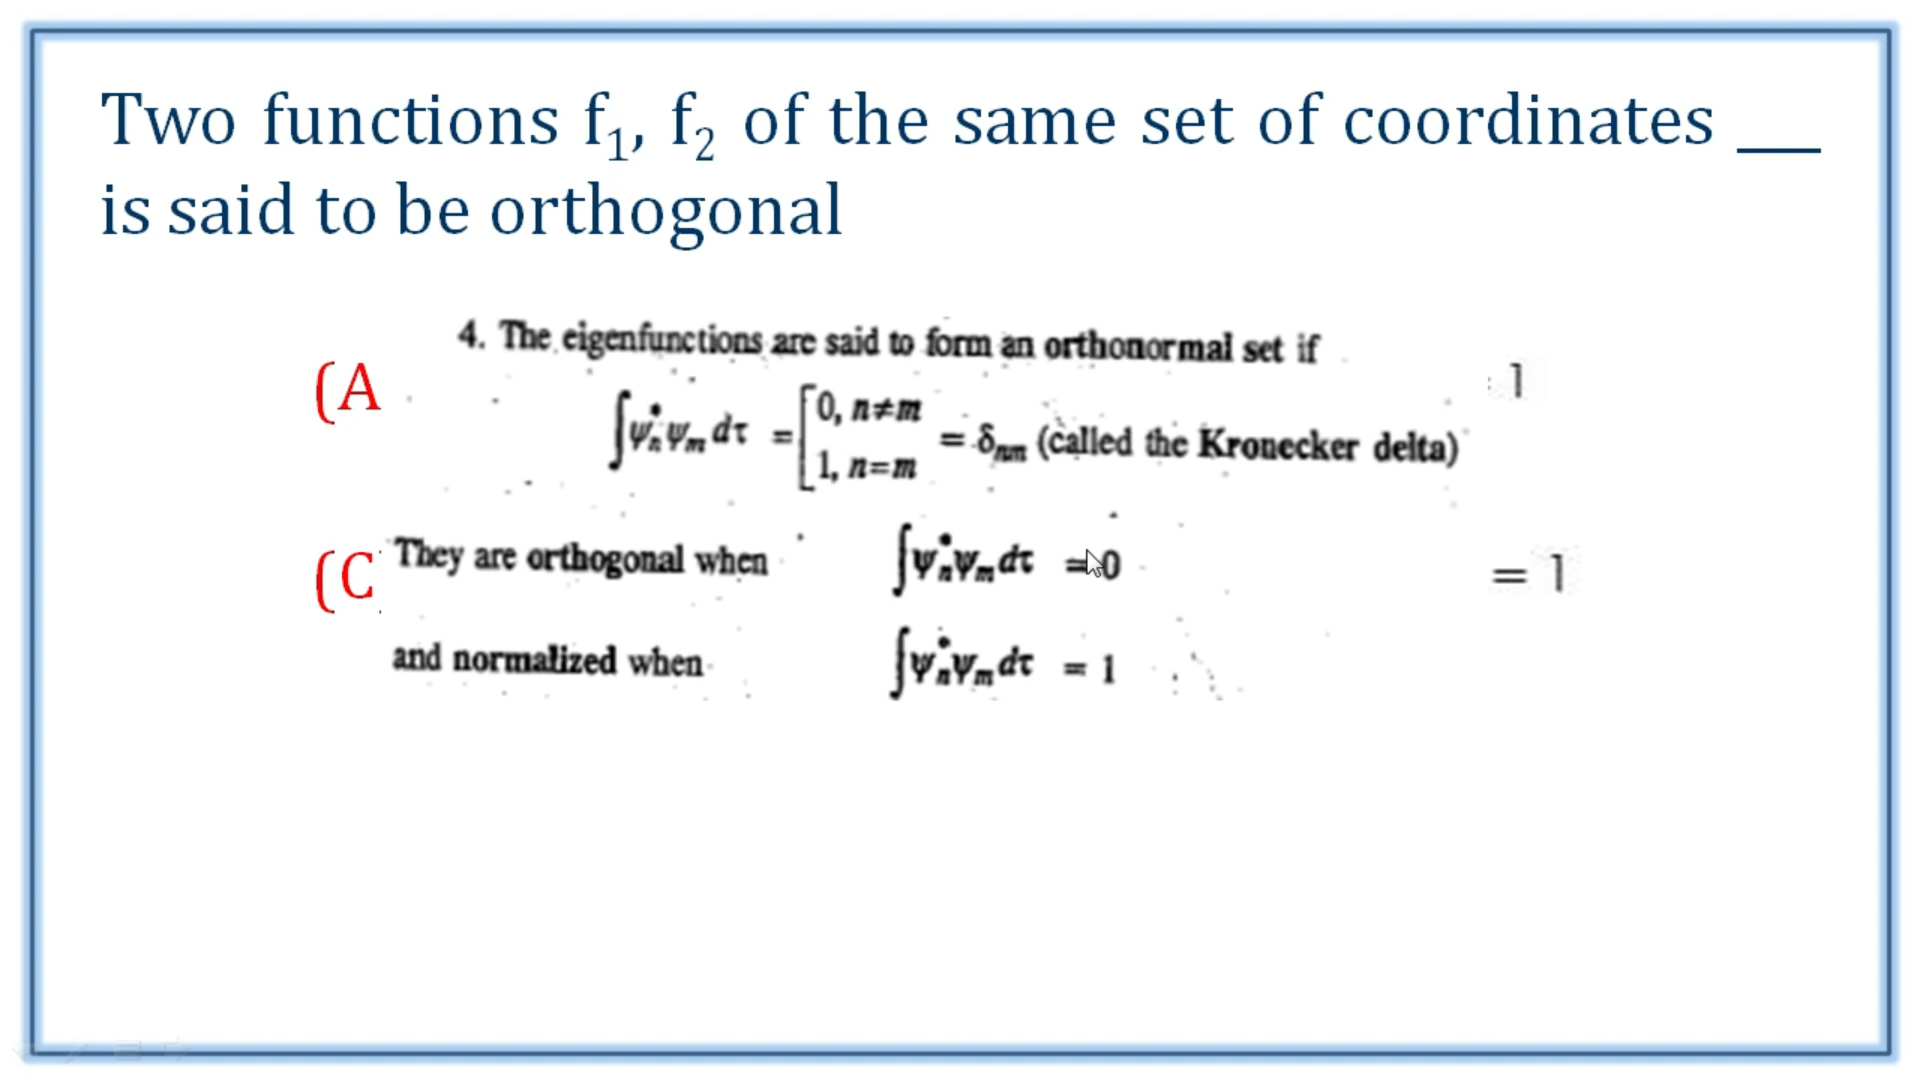 Two functions f₁, f₂ of the same set of coordinates ___
is said to be orthogonal
4. The eigenfunctions are said to form an orthonormal set if
(A
1
∫ψₙ*ψₘ dτ = [0, n≠m 1, n=m = δₙₘ (called the Kronecker delta)
(C
They are orthogonal when ∫ψₙ*ψₘ dτ = 0
= 1
and normalized when ∫ψₙ*ψₘ dτ = 1